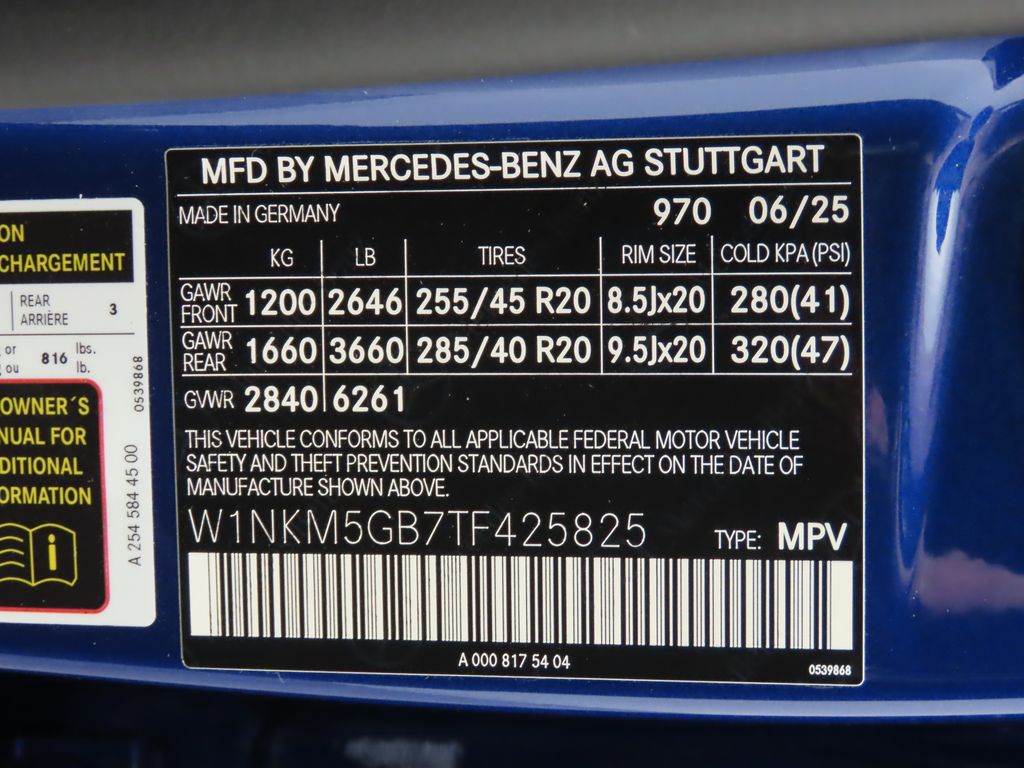 MFD BY MERCEDES-BENZ AG STUTTGART
MADE IN GERMANY 970 06/25
KG LB TIRES RIM SIZE COLD KPA (PSI)
GAWR FRONT 1200 2646 255/45 R20 8.5Jx20 280(41)
GAWR REAR 1660 3660 285/40 R20 9.5Jx20 320(47)
GVWR 2840 6261
THIS VEHICLE CONFORMS TO ALL APPLICABLE FEDERAL MOTOR VEHICLE
SAFETY AND THEFT PREVENTION STANDARDS IN EFFECT ON THE DATE OF
MANUFACTURE SHOWN ABOVE.
W1NKM5GB7TF425825 TYPE: MPV
A 000 817 54 04
0539868
ON
CHARGEMENT
REAR
ARRIÈRE 3
or
ou 816 lbs.
lb.
OWNER´S
NUAL FOR
DITIONAL
ORMATION
i
0539868
A 254 584 45 00